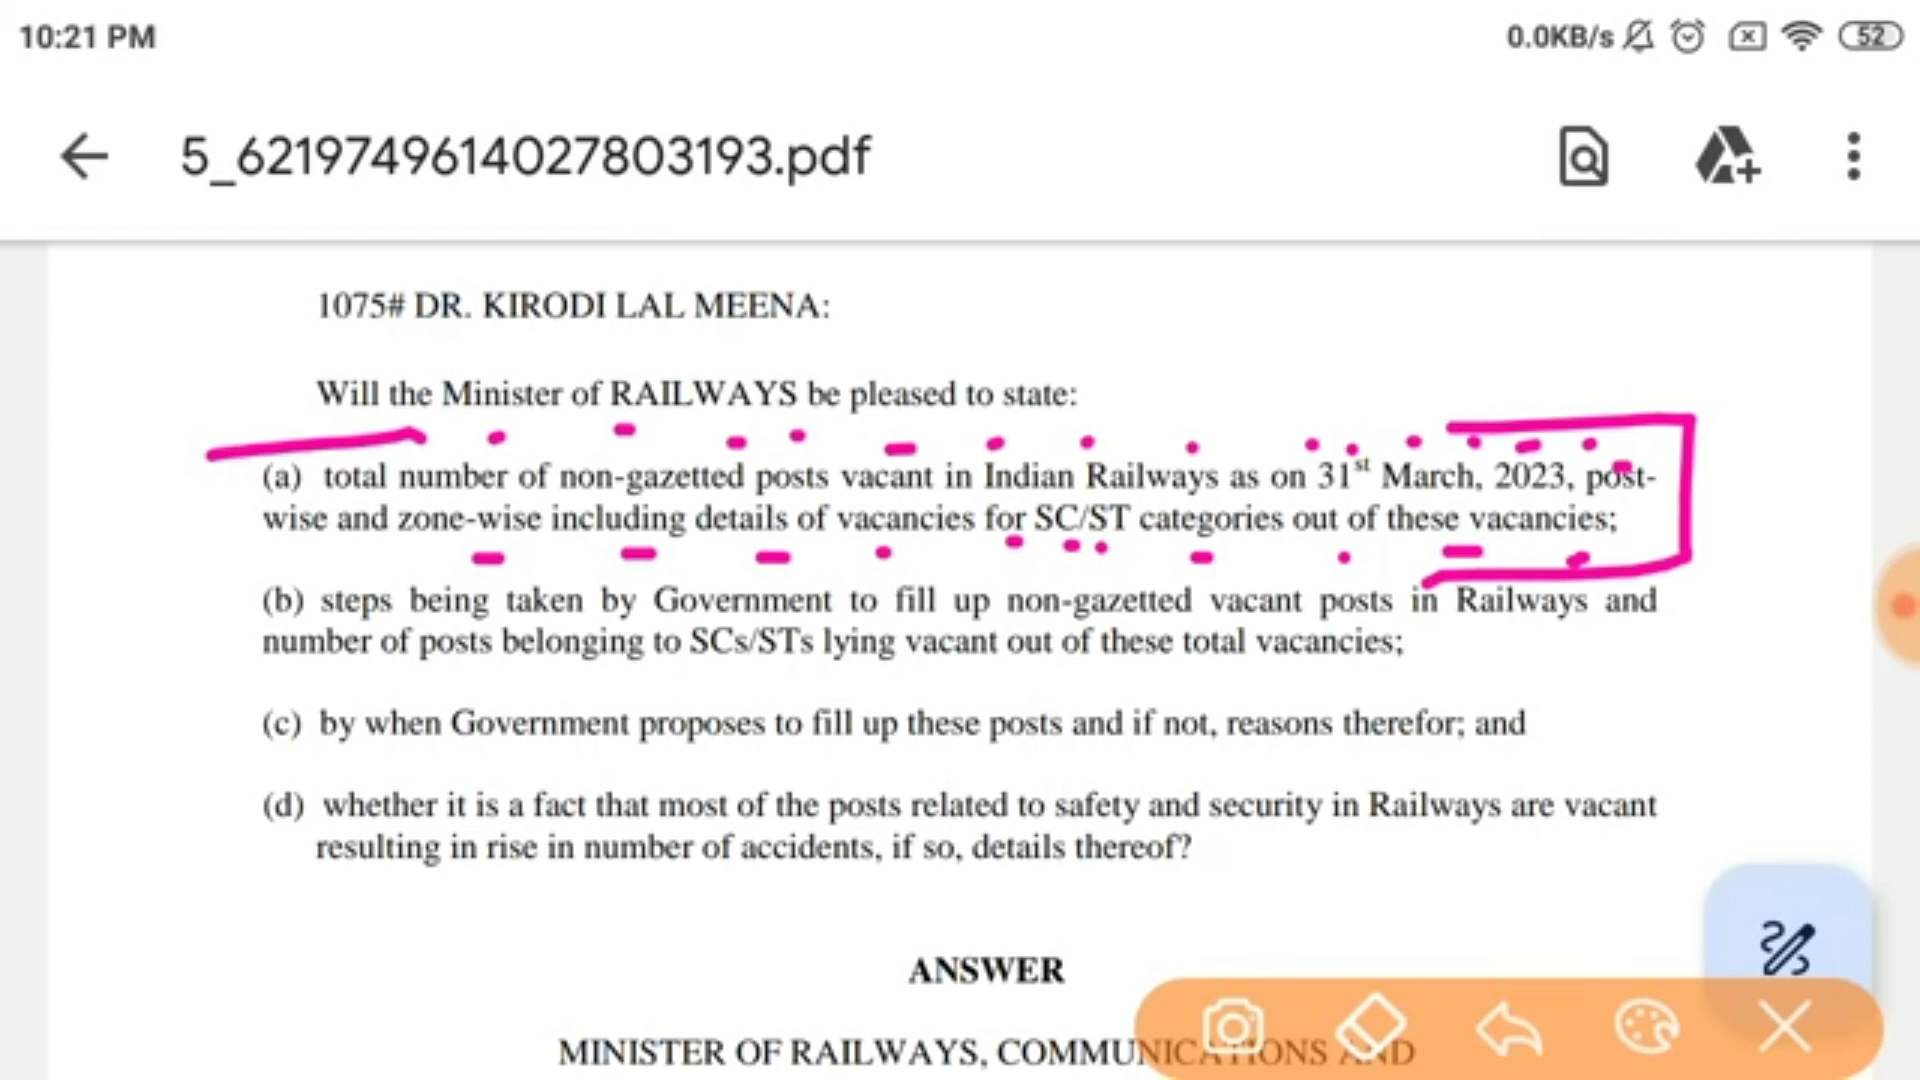 10:21 PM
0.0KB/s
52
5_6219749614027803193.pdf
1075# DR. KIRODI LAL MEENA:
Will the Minister of RAILWAYS be pleased to state:
(a) total number of non-gazetted posts vacant in Indian Railways as on 31st March, 2023, post-
wise and zone-wise including details of vacancies for SC/ST categories out of these vacancies;
(b) steps being taken by Government to fill up non-gazetted vacant posts in Railways and
number of posts belonging to SCs/STs lying vacant out of these total vacancies;
(c) by when Government proposes to fill up these posts and if not, reasons therefor; and
(d) whether it is a fact that most of the posts related to safety and security in Railways are vacant
resulting in rise in number of accidents, if so, details thereof?
ANSWER
MINISTER OF RAILWAYS, COMMUNICATIONS AND